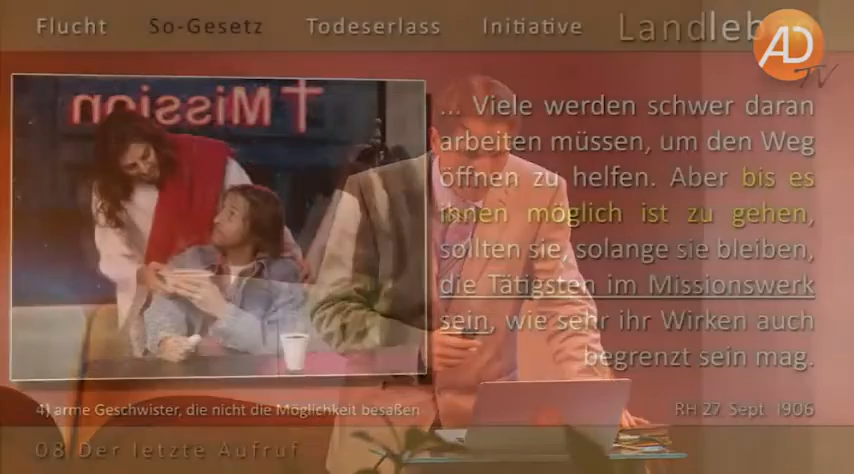 Flucht So-Gesetz Todeserlass Initiative Landleb
AD
TV
Mission
... Viele werden schwer daran
arbeiten müssen, um den Weg
öffnen zu helfen. Aber bis es
ihnen möglich ist zu gehen,
sollten sie, solange sie bleiben,
die Tätigsten im Missionswerk
sein, wie sehr ihr Wirken auch
begrenzt sein mag.
4) arme Geschwister, die nicht die Möglichkeit besaßen
RH 27 Sept 1906
08 Der letzte Aufruf